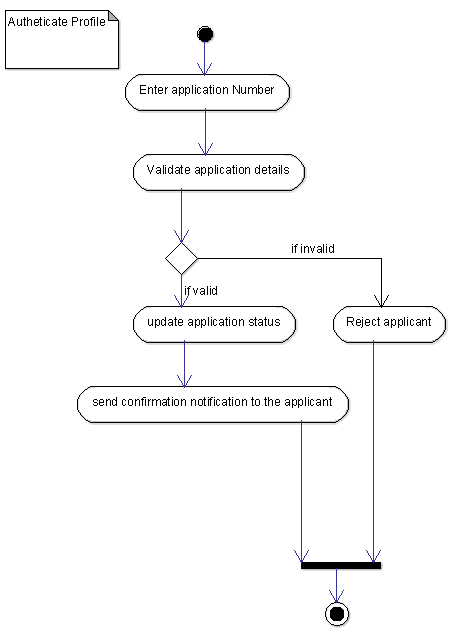 Autheticate Profile
Enter application Number
Validate application details
if invalid
if valid
update application status
Reject applicant
send confirmation notification to the applicant